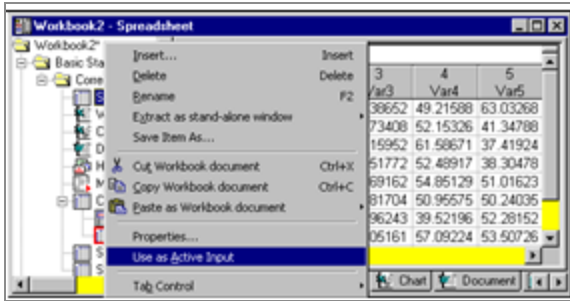 Workbook2 - Spreadsheet
Workbook2*
Basic Sta
Corre
Insert... Insert
Delete Delete
Rename F2
Extract as stand-alone window
Save Item As...
Cut Workbook document Ctrl+X
Copy Workbook document Ctrl+C
Paste as Workbook document
Properties...
Use as Active Input
Tab Control
3 4 5
Var3 Var4 Var5
38652 49.21588 63.03268
73408 52.15326 41.34788
15952 61.58671 37.41924
51772 52.48917 38.30478
69162 54.85129 51.01623
81704 50.95575 50.24035
96243 39.52196 52.28152
05161 57.09224 53.50726
Chart Document